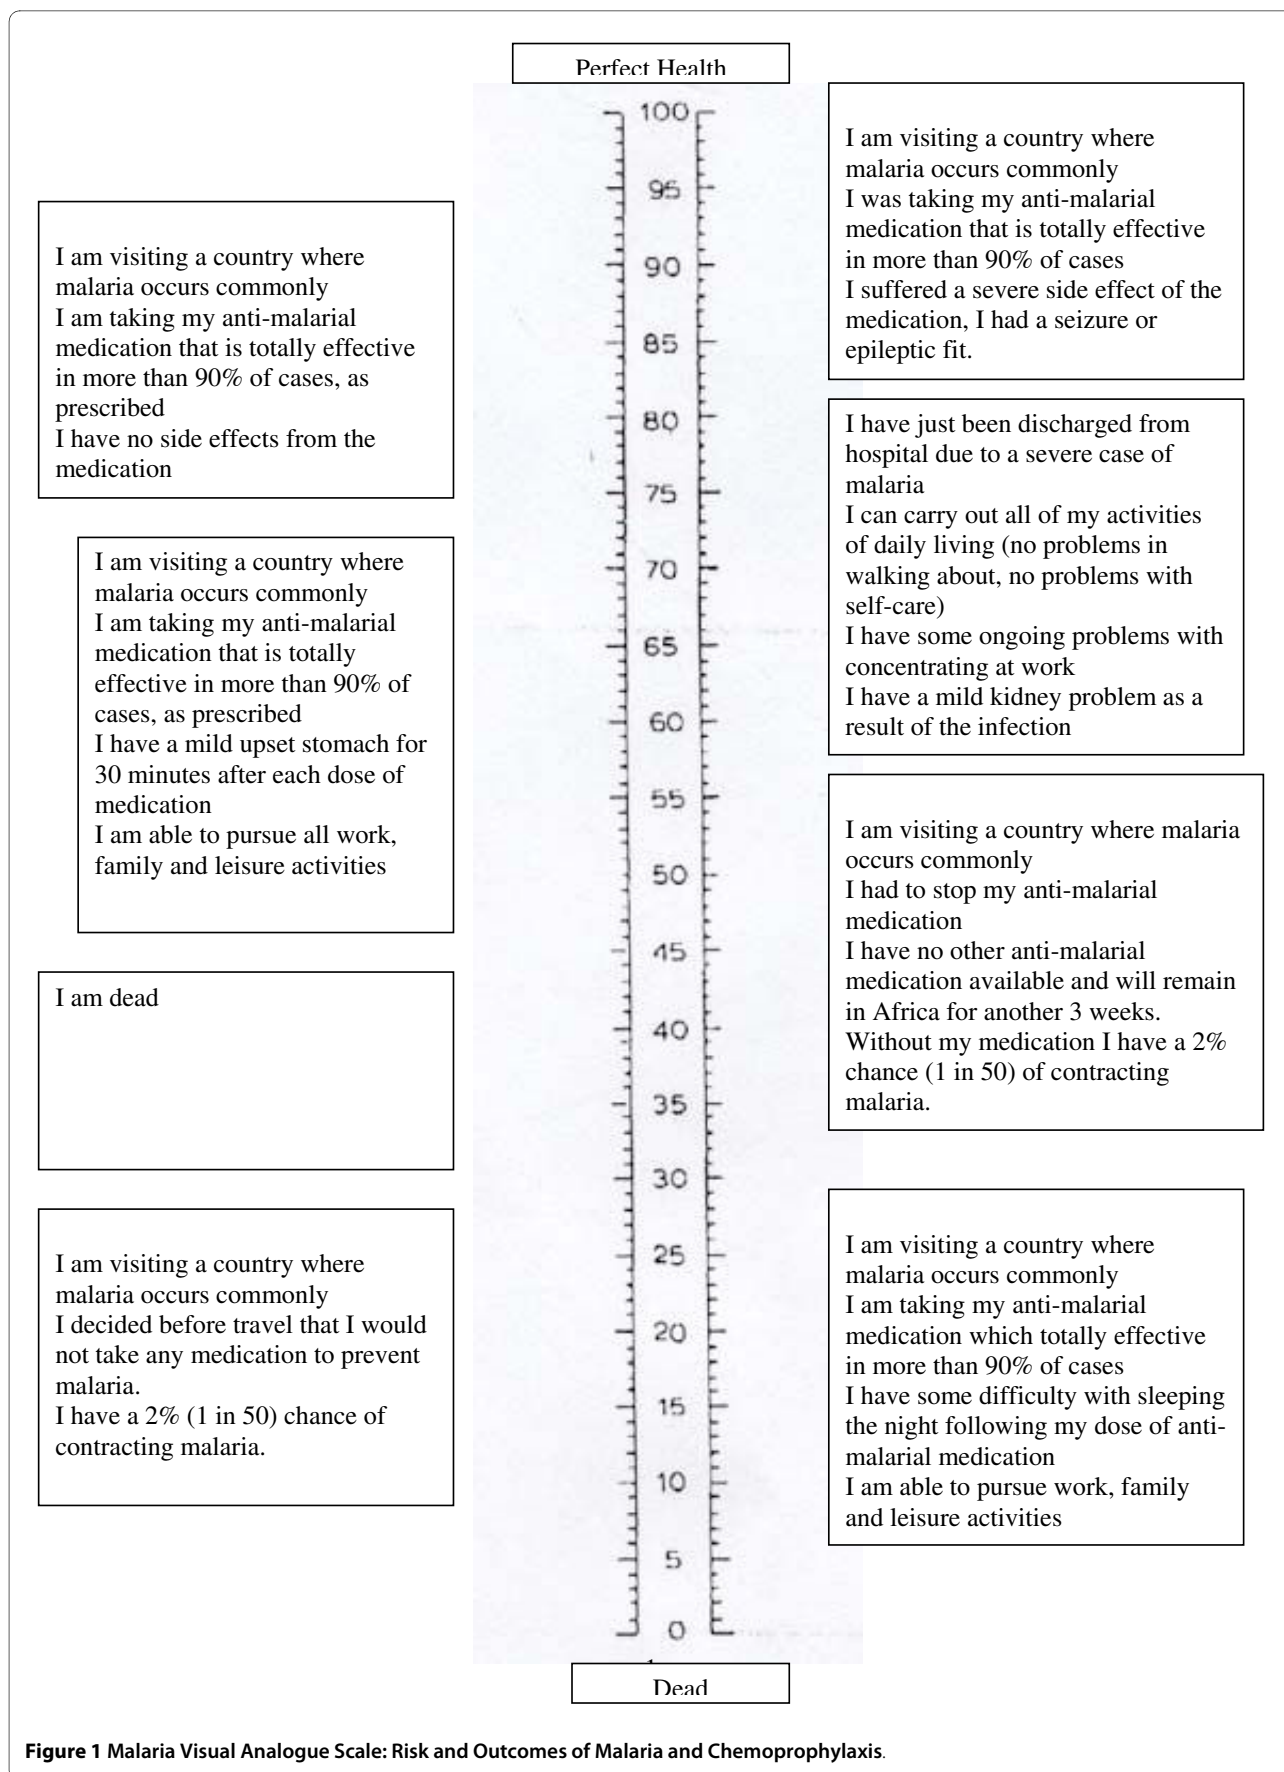 Perfect Health
I am visiting a country where
malaria occurs commonly
I am taking my anti-malarial
medication that is totally effective
in more than 90% of cases, as
prescribed
I have no side effects from the
medication
I am visiting a country where
malaria occurs commonly
I am taking my anti-malarial
medication that is totally
effective in more than 90% of
cases, as prescribed
I have a mild upset stomach for
30 minutes after each dose of
medication
I am able to pursue all work,
family and leisure activities
I am dead
I am visiting a country where
malaria occurs commonly
I decided before travel that I would
not take any medication to prevent
malaria.
I have a 2% (1 in 50) chance of
contracting malaria.
100
95
90
85
80
75
70
65
60
55
50
45
40
35
30
25
20
15
10
5
0
I am visiting a country where
malaria occurs commonly
I was taking my anti-malarial
medication that is totally effective
in more than 90% of cases
I suffered a severe side effect of the
medication, I had a seizure or
epileptic fit.
I have just been discharged from
hospital due to a severe case of
malaria
I can carry out all of my activities
of daily living (no problems in
walking about, no problems with
self-care)
I have some ongoing problems with
concentrating at work
I have a mild kidney problem as a
result of the infection
I am visiting a country where malaria
occurs commonly
I had to stop my anti-malarial
medication
I have no other anti-malarial
medication available and will remain
in Africa for another 3 weeks.
Without my medication I have a 2%
chance (1 in 50) of contracting
malaria.
I am visiting a country where
malaria occurs commonly
I am taking my anti-malarial
medication which totally effective
in more than 90% of cases
I have some difficulty with sleeping
the night following my dose of anti-
malarial medication
I am able to pursue work, family
and leisure activities
Dead
Figure 1 Malaria Visual Analogue Scale: Risk and Outcomes of Malaria and Chemoprophylaxis.